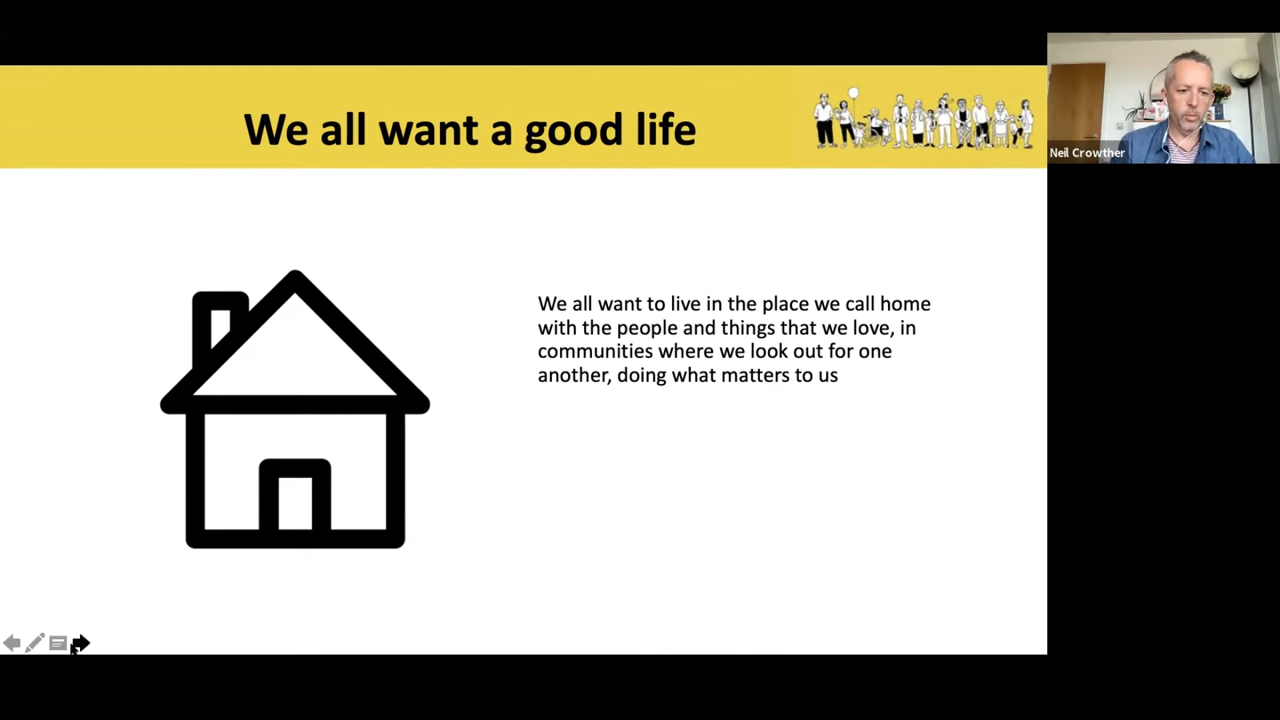 We all want a good life
Neil Crowther
We all want to live in the place we call home
with the people and things that we love, in
communities where we look out for one
another, doing what matters to us